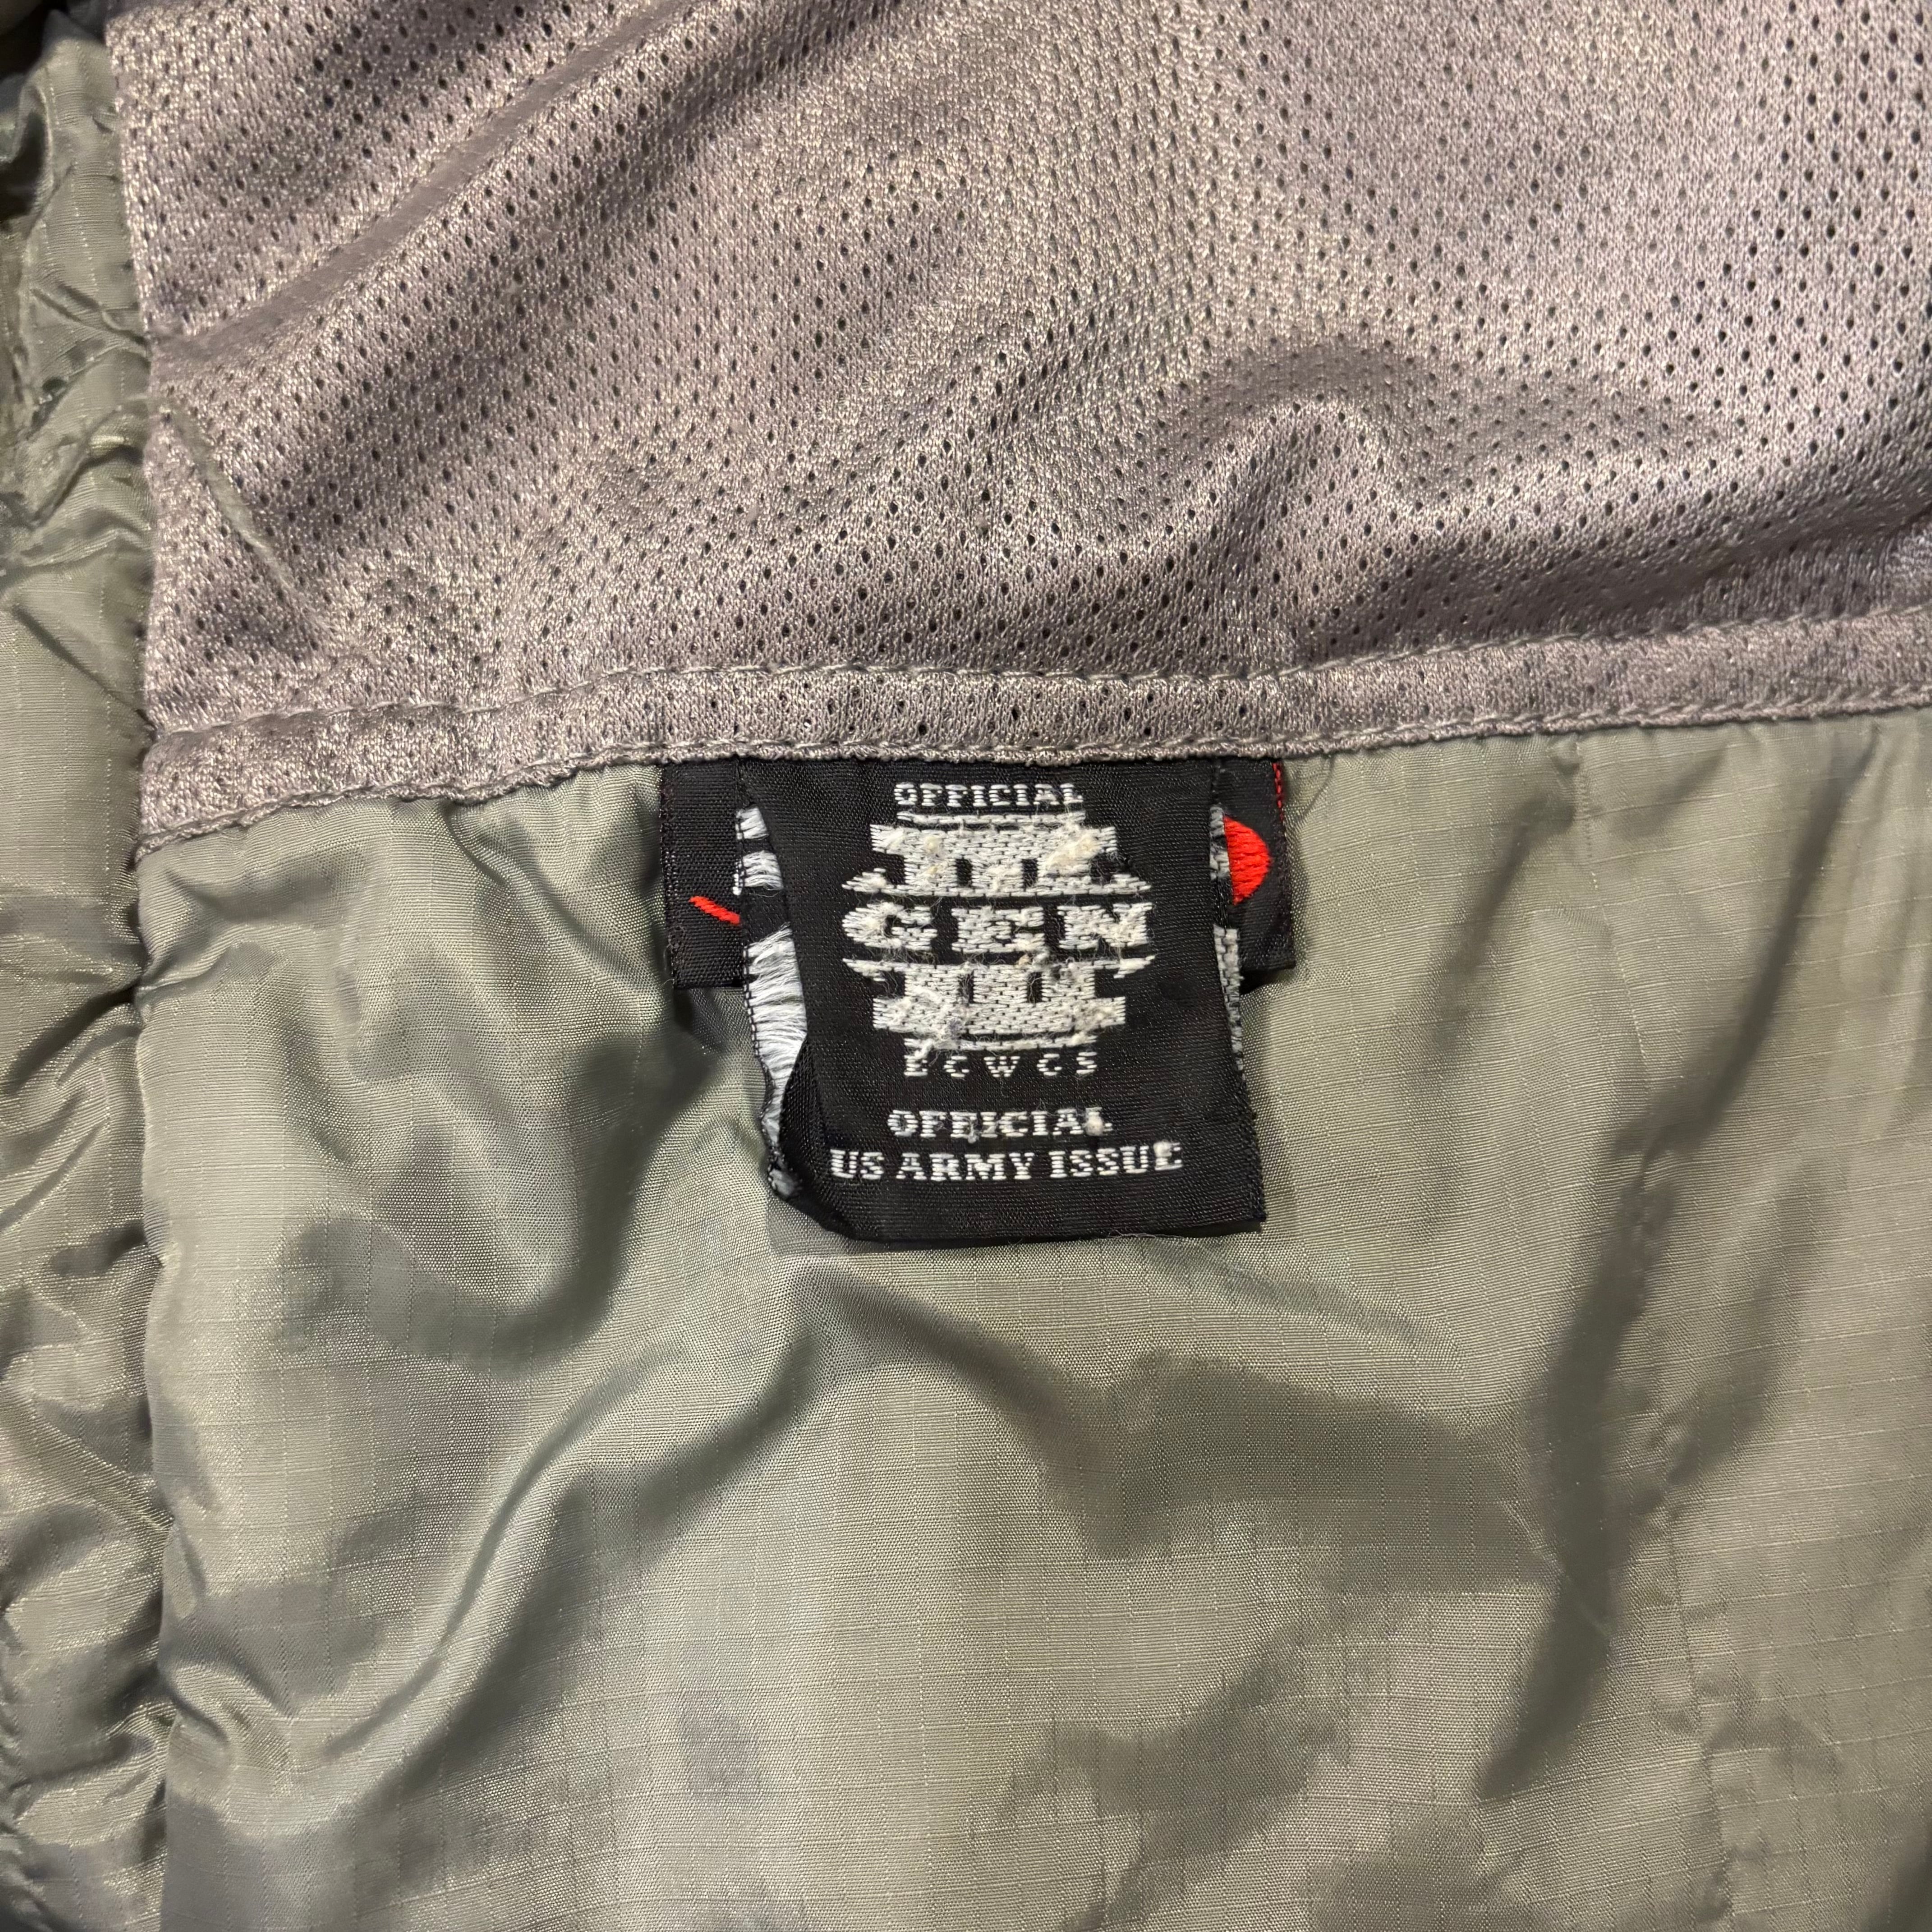 OFFICIAL
III
GEN
III
ECWCS
OFFICIAL
US ARMY ISSUE